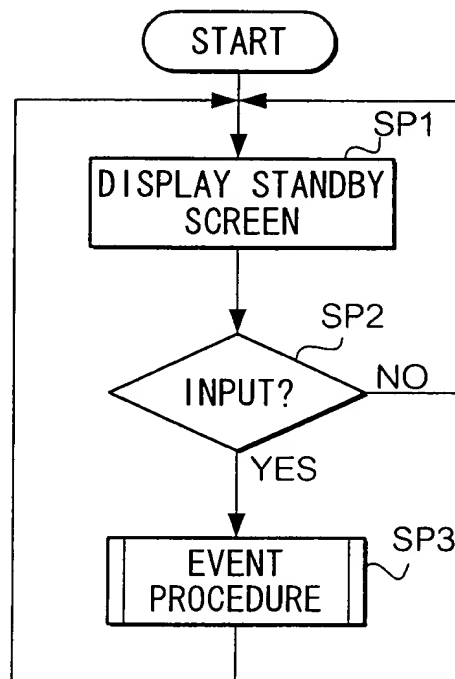 START
SP1
DISPLAY STANDBY
SCREEN
SP2
INPUT?
NO
YES
SP3
EVENT
PROCEDURE